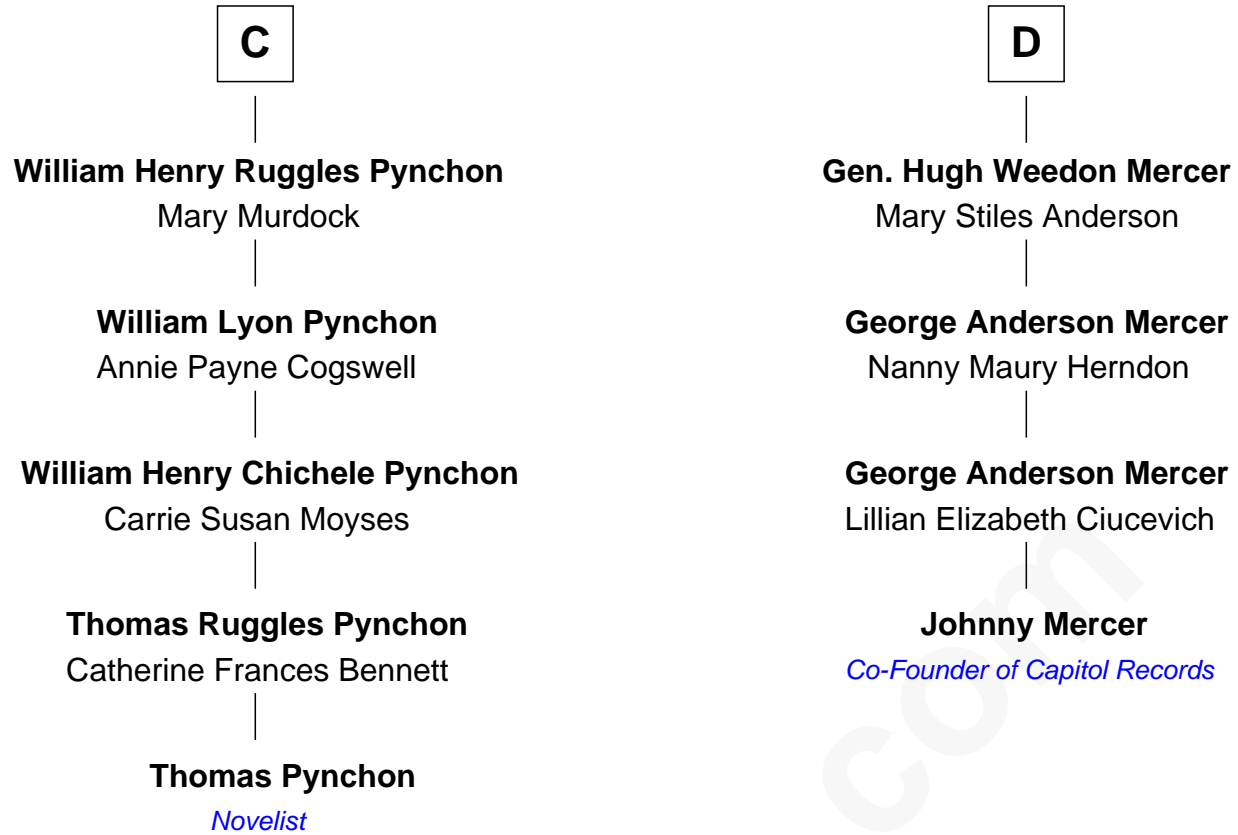 C
William Henry Ruggles Pynchon
Mary Murdock
William Lyon Pynchon
Annie Payne Cogswell
William Henry Chichele Pynchon
Carrie Susan Moyses
Thomas Ruggles Pynchon
Catherine Frances Bennett
Thomas Pynchon
Novelist
D
Gen. Hugh Weedon Mercer
Mary Stiles Anderson
George Anderson Mercer
Nanny Maury Herndon
George Anderson Mercer
Lillian Elizabeth Ciucevich
Johnny Mercer
Co-Founder of Capitol Records
com